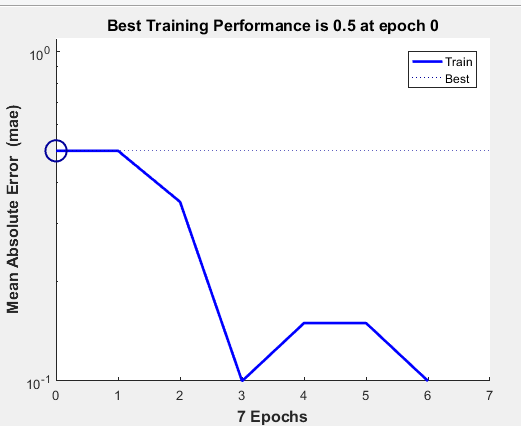 Best Training Performance is 0.5 at epoch 0
10^0
Train
Best
Mean Absolute Error (mae)
10^-1
0 1 2 3 4 5 6 7
7 Epochs